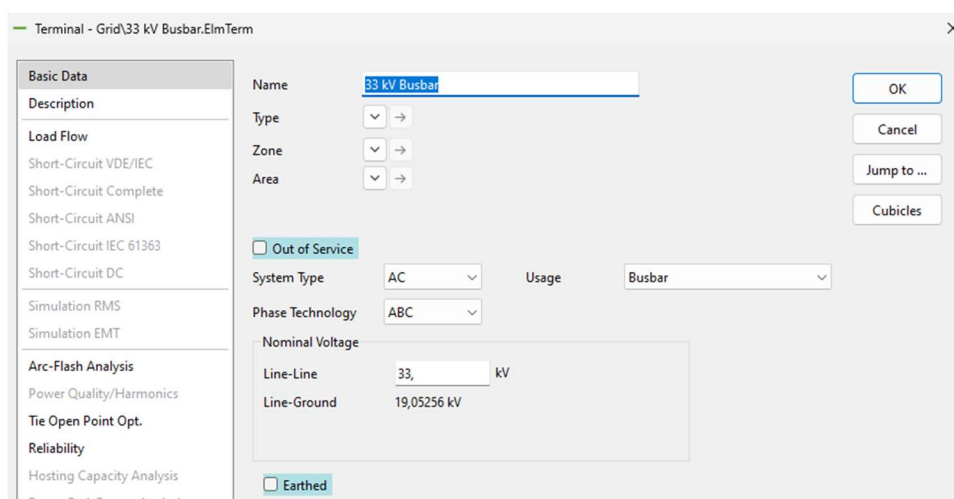 Terminal - Grid\33 kV Busbar.ElmTerm
Basic Data
Description
Load Flow
Short-Circuit VDE/IEC
Short-Circuit Complete
Short-Circuit ANSI
Short-Circuit IEC 61363
Short-Circuit DC
Simulation RMS
Simulation EMT
Arc-Flash Analysis
Power Quality/Harmonics
Tie Open Point Opt.
Reliability
Hosting Capacity Analysis
Name 33 kV Busbar
Type
Zone
Area
Out of Service
System Type AC Usage Busbar
Phase Technology ABC
Nominal Voltage
Line-Line 33, kV
Line-Ground 19,05256 kV
Earthed
OK
Cancel
Jump to ...
Cubicles